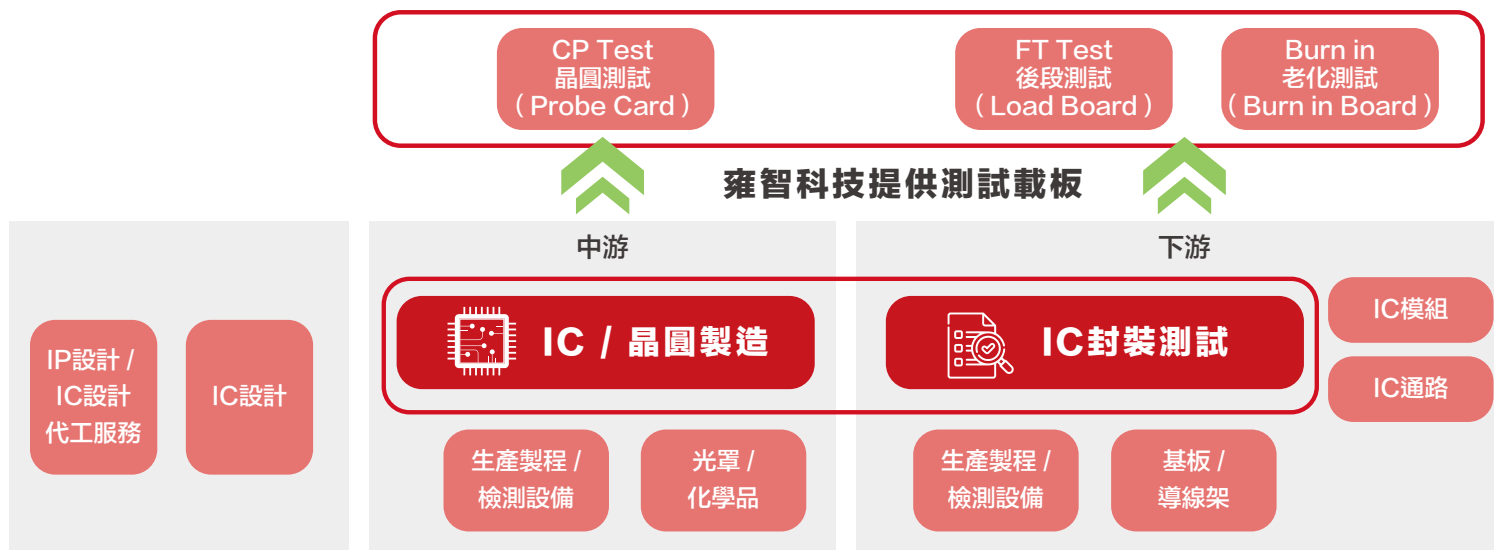 CP Test
晶圓測試
（Probe Card）
FT Test
後段測試
（Load Board）
Burn in
老化測試
（Burn in Board）
雍智科技提供測試載板
IP設計 /
IC設計
代工服務
IC設計
中游
IC / 晶圓製造
生產製程 /
檢測設備
光罩 /
化學品
下游
IC封裝測試
IC模組
IC通路
生產製程 /
檢測設備
基板 /
導線架